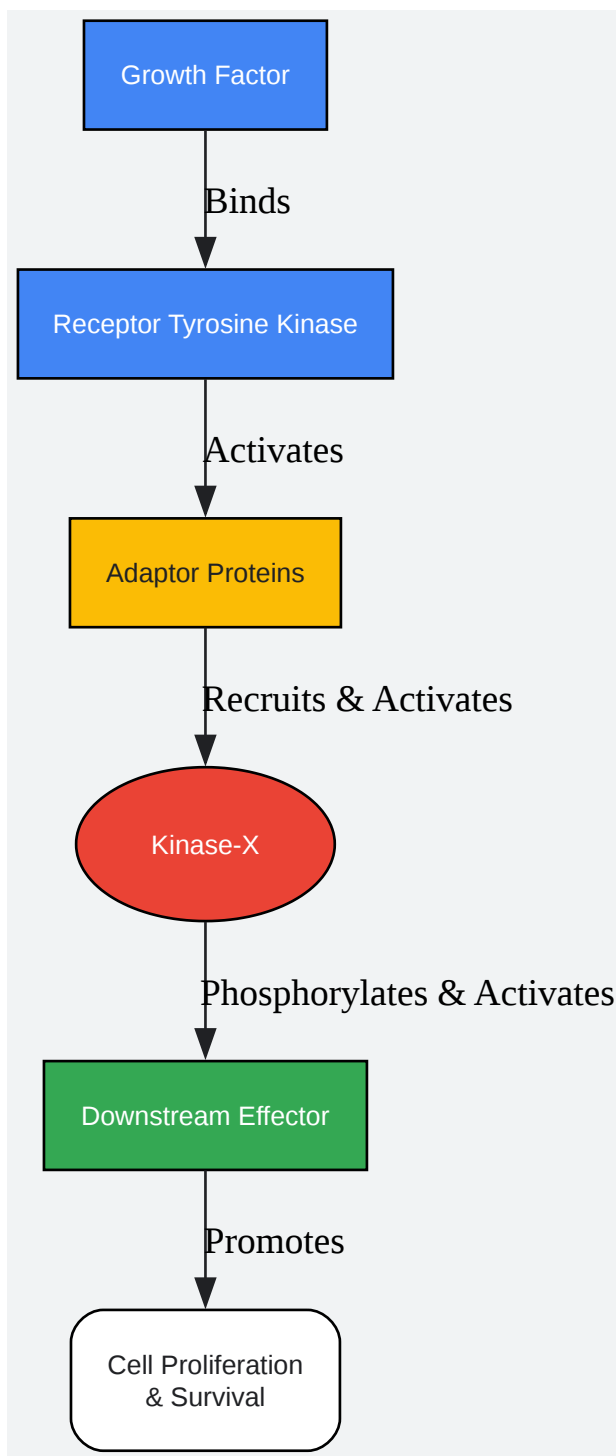 Growth Factor
Binds
Receptor Tyrosine Kinase
Activates
Adaptor Proteins
Recruits & Activates
Kinase-X
Phosphorylates & Activates
Downstream Effector
Promotes
Cell Proliferation
& Survival